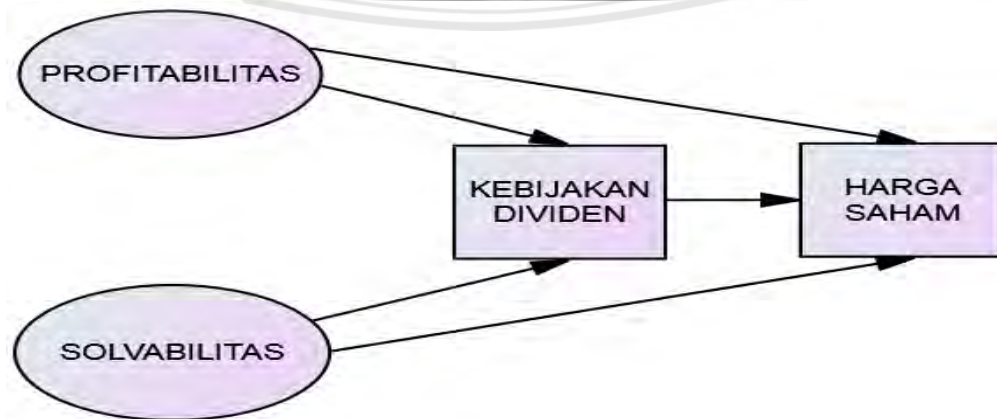 PROFITABILITAS
KEBIJAKAN
DIVIDEN
HARGA
SAHAM
SOLVABILITAS